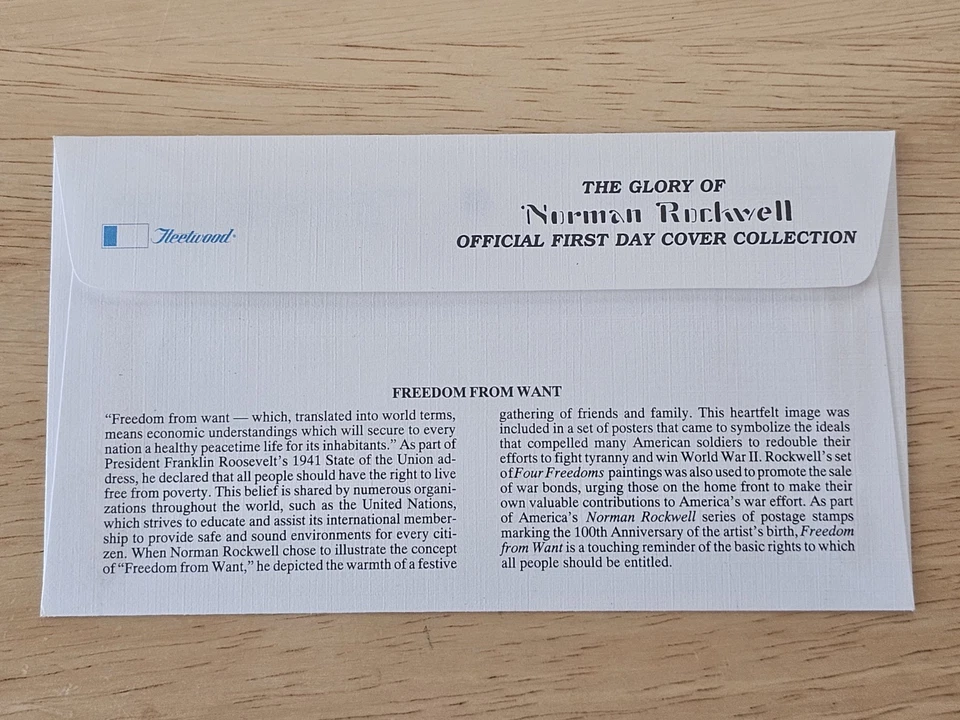 THE GLORY OF
Norman Rockwell
OFFICIAL FIRST DAY COVER COLLECTION
Fleetwood
FREEDOM FROM WANT
“Freedom from want — which, translated into world terms,
means economic understandings which will secure to every
nation a healthy peacetime life for its inhabitants.” As part of
President Franklin Roosevelt’s 1941 State of the Union ad-
dress, he declared that all people should have the right to live
free from poverty. This belief is shared by numerous organi-
zations throughout the world, such as the United Nations,
which strives to educate and assist its international member-
ship to provide safe and sound environments for every citi-
zen. When Norman Rockwell chose to illustrate the concept
of “Freedom from Want,” he depicted the warmth of a festive
gathering of friends and family. This heartfelt image was
included in a set of posters that came to symbolize the ideals
that compelled many American soldiers to redouble their
efforts to fight tyranny and win World War II. Rockwell’s set
of Four Freedoms paintings was also used to promote the sale
of war bonds, urging those on the home front to make their
own valuable contributions to America’s war effort. As part
of America’s Norman Rockwell series of postage stamps
marking the 100th Anniversary of the artist’s birth, Freedom
from Want is a touching reminder of the basic rights to which
all people should be entitled.